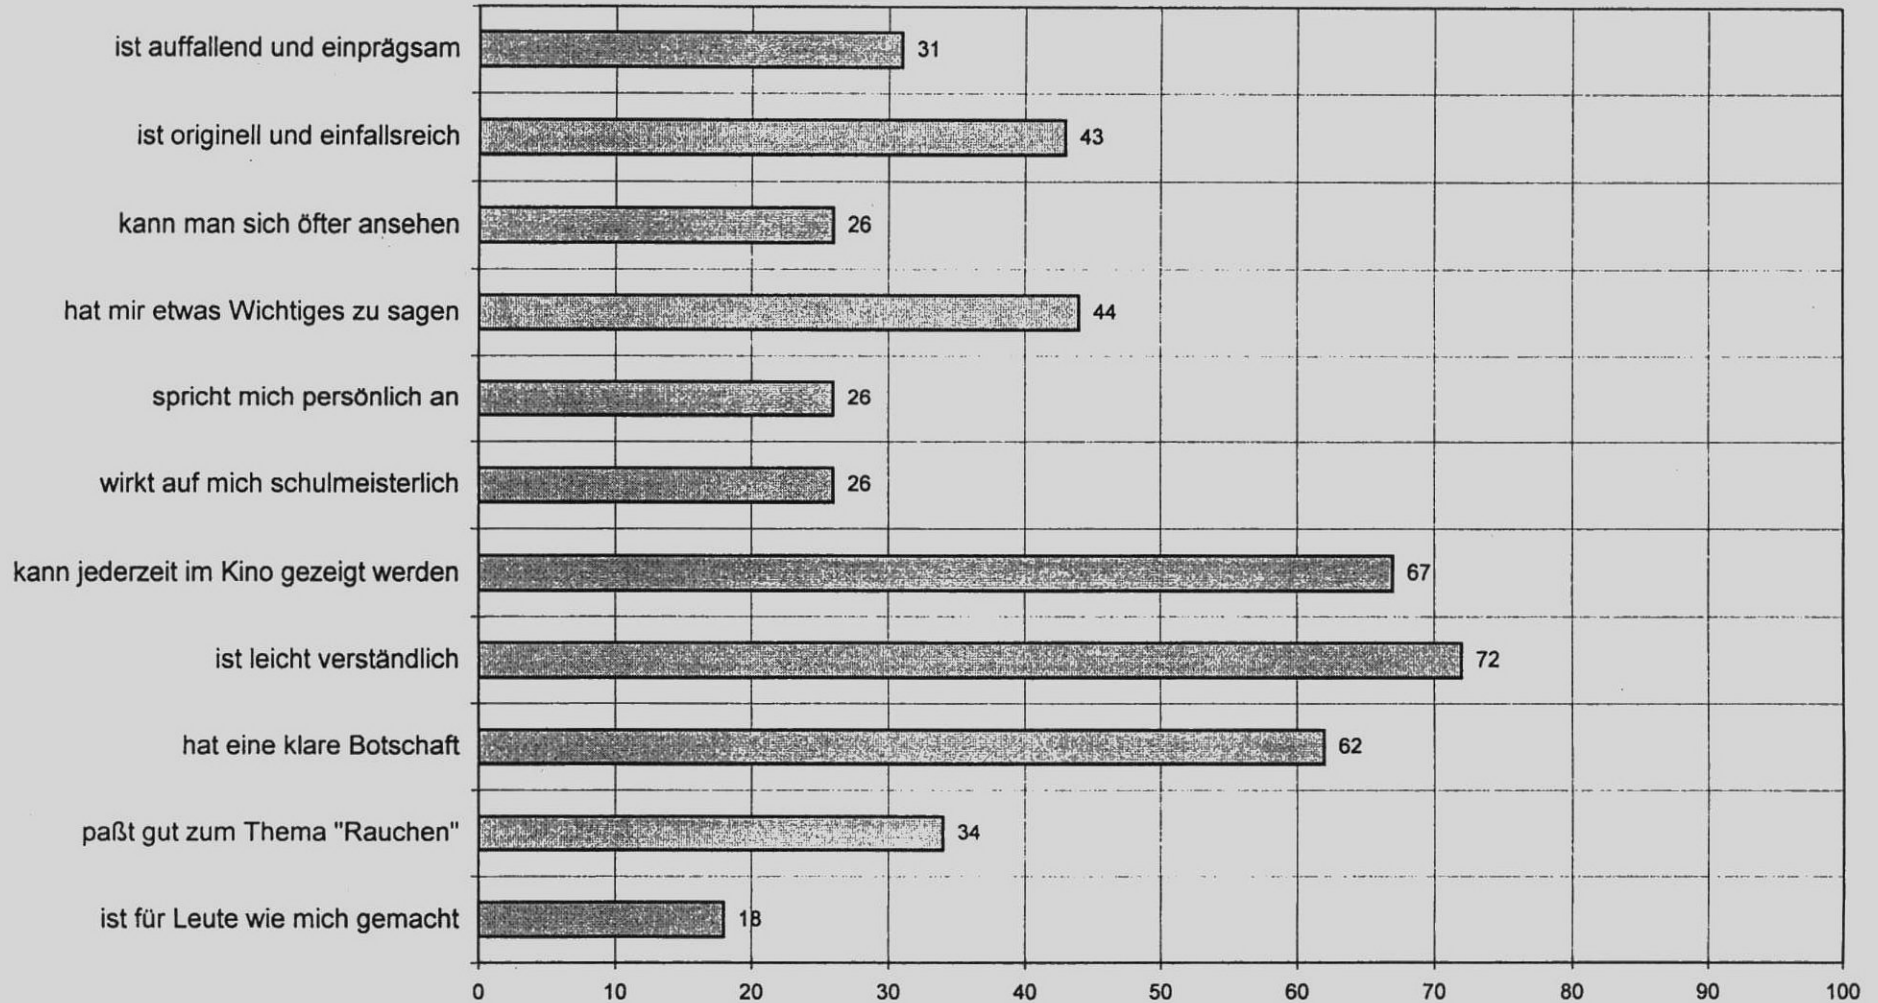 ist auffallend und einprägsam 31
ist originell und einfallsreich 43
kann man sich öfter ansehen 26
hat mir etwas Wichtiges zu sagen 44
spricht mich persönlich an 26
wirkt auf mich schulmeisterlich 26
kann jederzeit im Kino gezeigt werden 67
ist leicht verständlich 72
hat eine klare Botschaft 62
paßt gut zum Thema "Rauchen" 34
ist für Leute wie mich gemacht 18
0 10 20 30 40 50 60 70 80 90 100